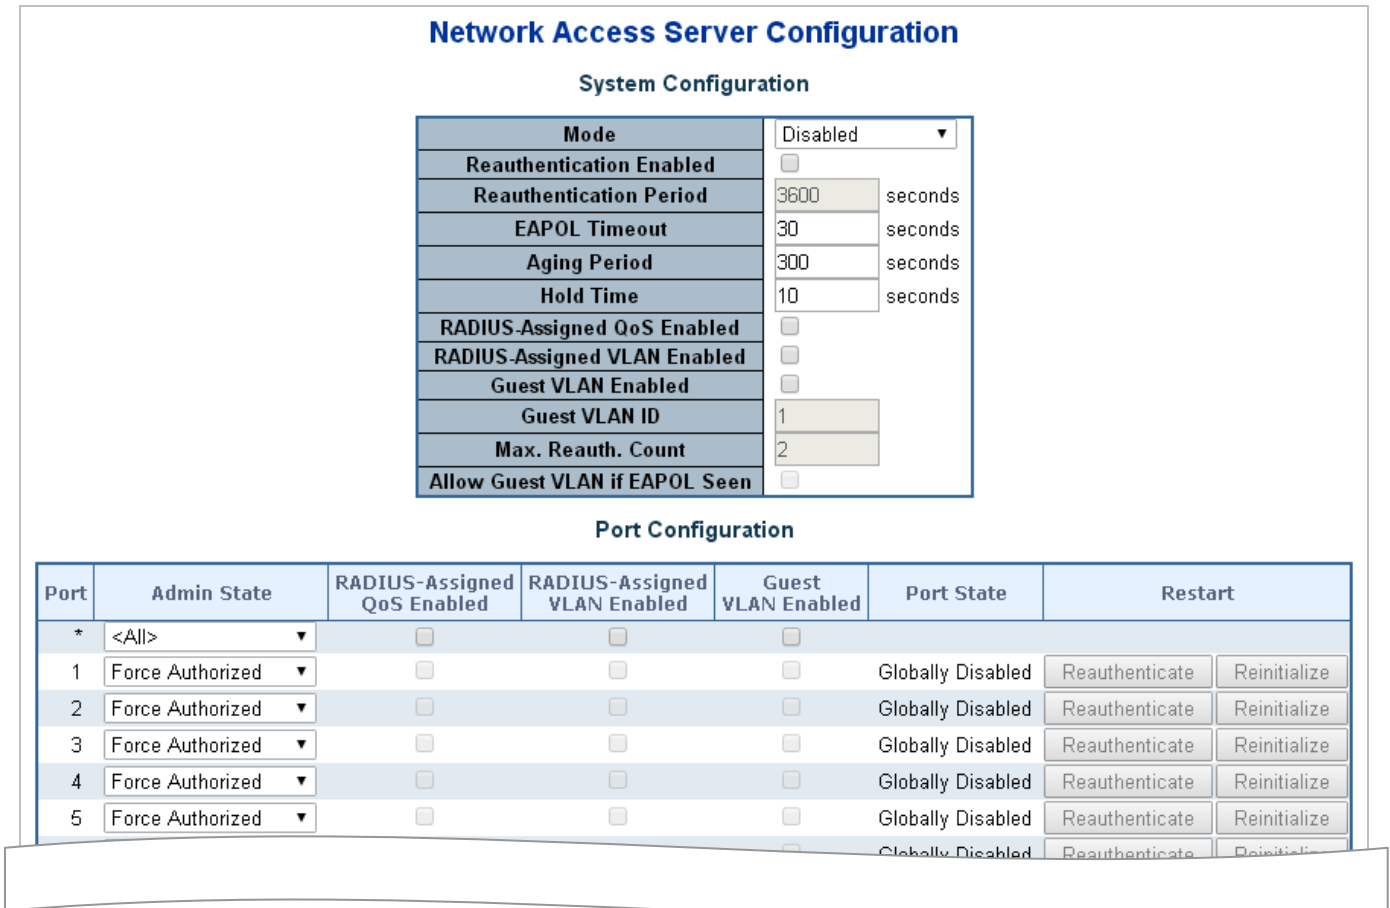 Network Access Server Configuration
System Configuration
Mode Disabled
Reauthentication Enabled
Reauthentication Period 3600 seconds
EAPOL Timeout 30 seconds
Aging Period 300 seconds
Hold Time 10 seconds
RADIUS-Assigned QoS Enabled
RADIUS-Assigned VLAN Enabled
Guest VLAN Enabled
Guest VLAN ID 1
Max. Reauth. Count 2
Allow Guest VLAN if EAPOL Seen
Port Configuration
Port Admin State RADIUS-Assigned QoS Enabled RADIUS-Assigned VLAN Enabled Guest VLAN Enabled Port State Restart
* <All>
1 Force Authorized Globally Disabled Reauthenticate Reinitialize
2 Force Authorized Globally Disabled Reauthenticate Reinitialize
3 Force Authorized Globally Disabled Reauthenticate Reinitialize
4 Force Authorized Globally Disabled Reauthenticate Reinitialize
5 Force Authorized Globally Disabled Reauthenticate Reinitialize
Globally Disabled Reauthenticate Reinitialize